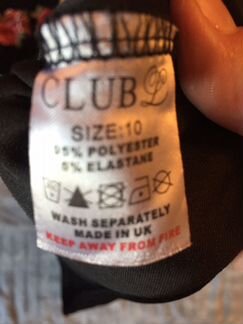 CLUB L
SIZE:10
95% POLYESTER
5% ELASTANE
WASH SEPARATELY
MADE IN UK
KEEP AWAY FROM FIRE